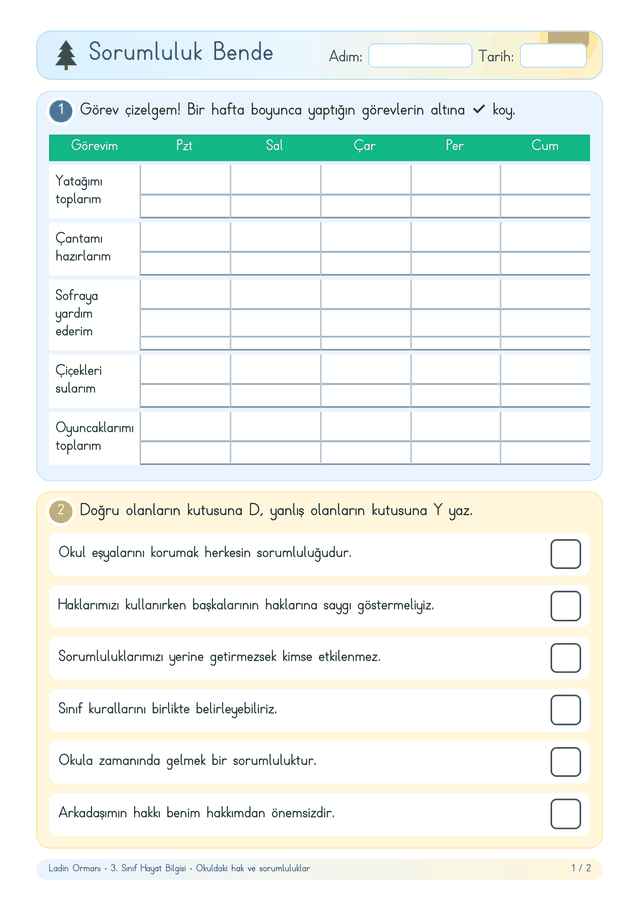 Sorumluluk Bende
Adım:
Tarih:
1 Görev çizelgem! Bir hafta boyunca yaptığın görevlerin altına ✓ koy.
Görevim Pzt Sal Çar Per Cum
Yatağımı
toplarım
Çantamı
hazırlarım
Sofraya
yardım
ederim
Çiçekleri
sularım
Oyuncaklarımı
toplarım
2 Doğru olanların kutusuna D, yanlış olanların kutusuna Y yaz.
Okul eşyalarını korumak herkesin sorumluluğudur.
Haklarımızı kullanırken başkalarının haklarına saygı göstermeliyiz.
Sorumluluklarımızı yerine getirmezsek kimse etkilenmez.
Sınıf kurallarını birlikte belirleyebiliriz.
Okula zamanında gelmek bir sorumluluktur.
Arkadaşımın hakkı benim hakkımdan önemsizdir.
Ladin Ormanı • 3. Sınıf Hayat Bilgisi • Okuldaki hak ve sorumluluklar 1 / 2